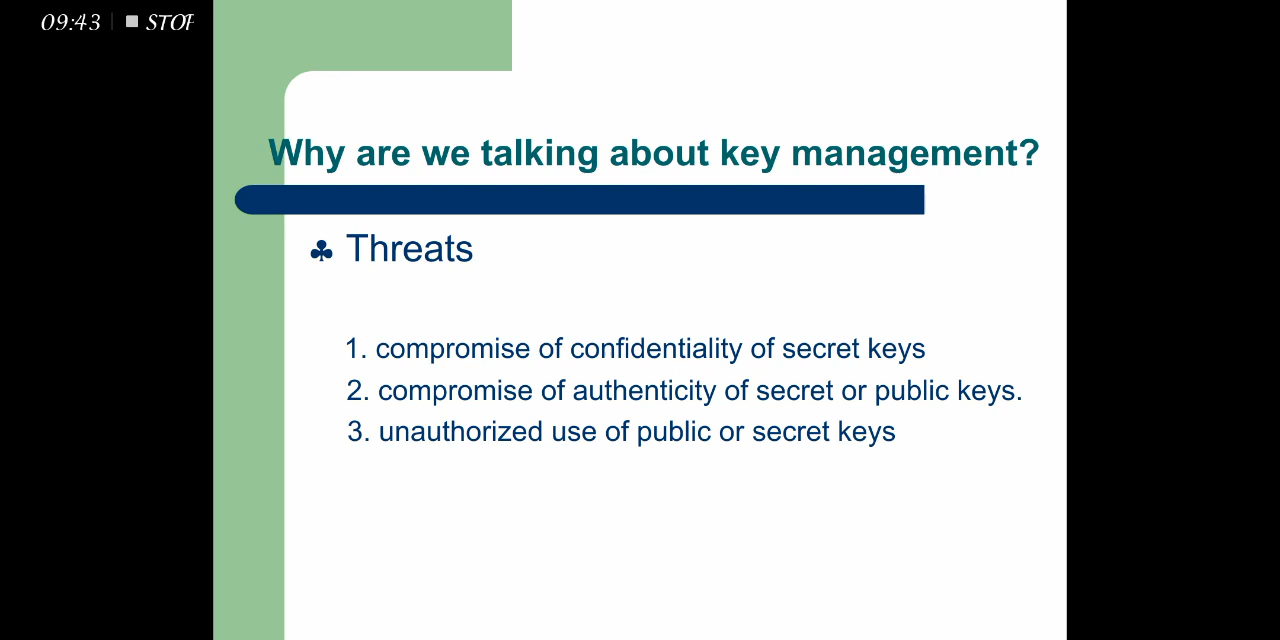 09:43
Why are we talking about key management?
♣ Threats
1. compromise of confidentiality of secret keys
2. compromise of authenticity of secret or public keys.
3. unauthorized use of public or secret keys